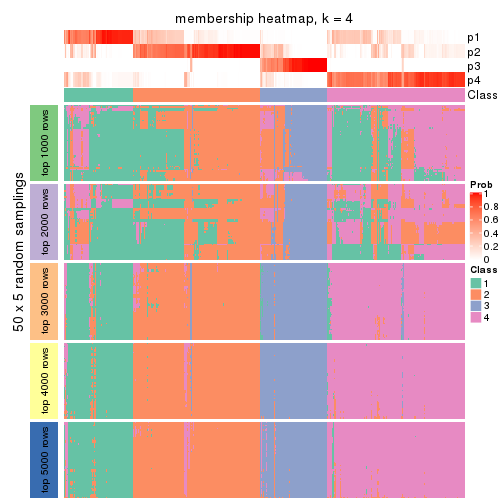 membership heatmap, k = 4
p1
p2
p3
p4
Class
50 x 5 random samplings
top 1000 rows
top 2000 rows
top 3000 rows
top 4000 rows
top 5000 rows
Prob
1
0.8
0.6
0.4
0.2
0
Class
1
2
3
4